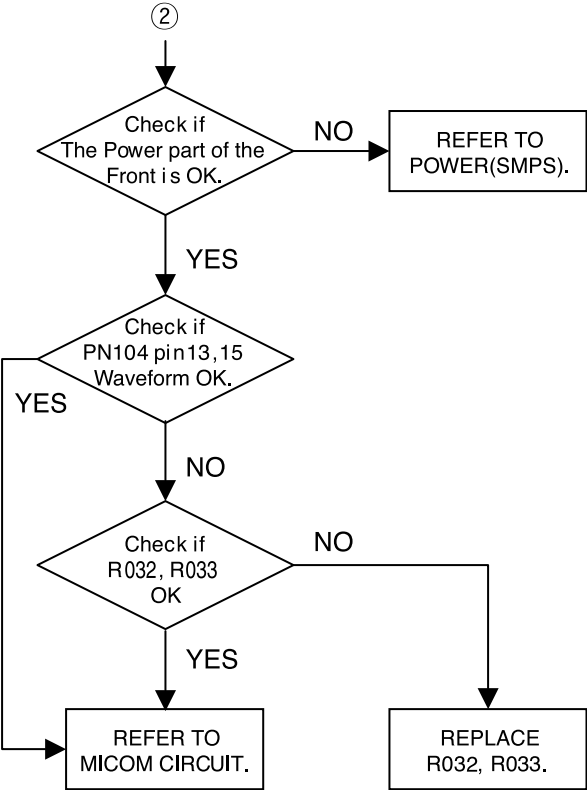 ②
Check if
The Power part of the
Front is OK.
NO
REFER TO
POWER(SMPS).
YES
Check if
PN104 pin13,15
Waveform OK.
YES
NO
Check if
R032, R033
OK
NO
YES
REFER TO
MICOM CIRCUIT.
REPLACE
R032, R033.